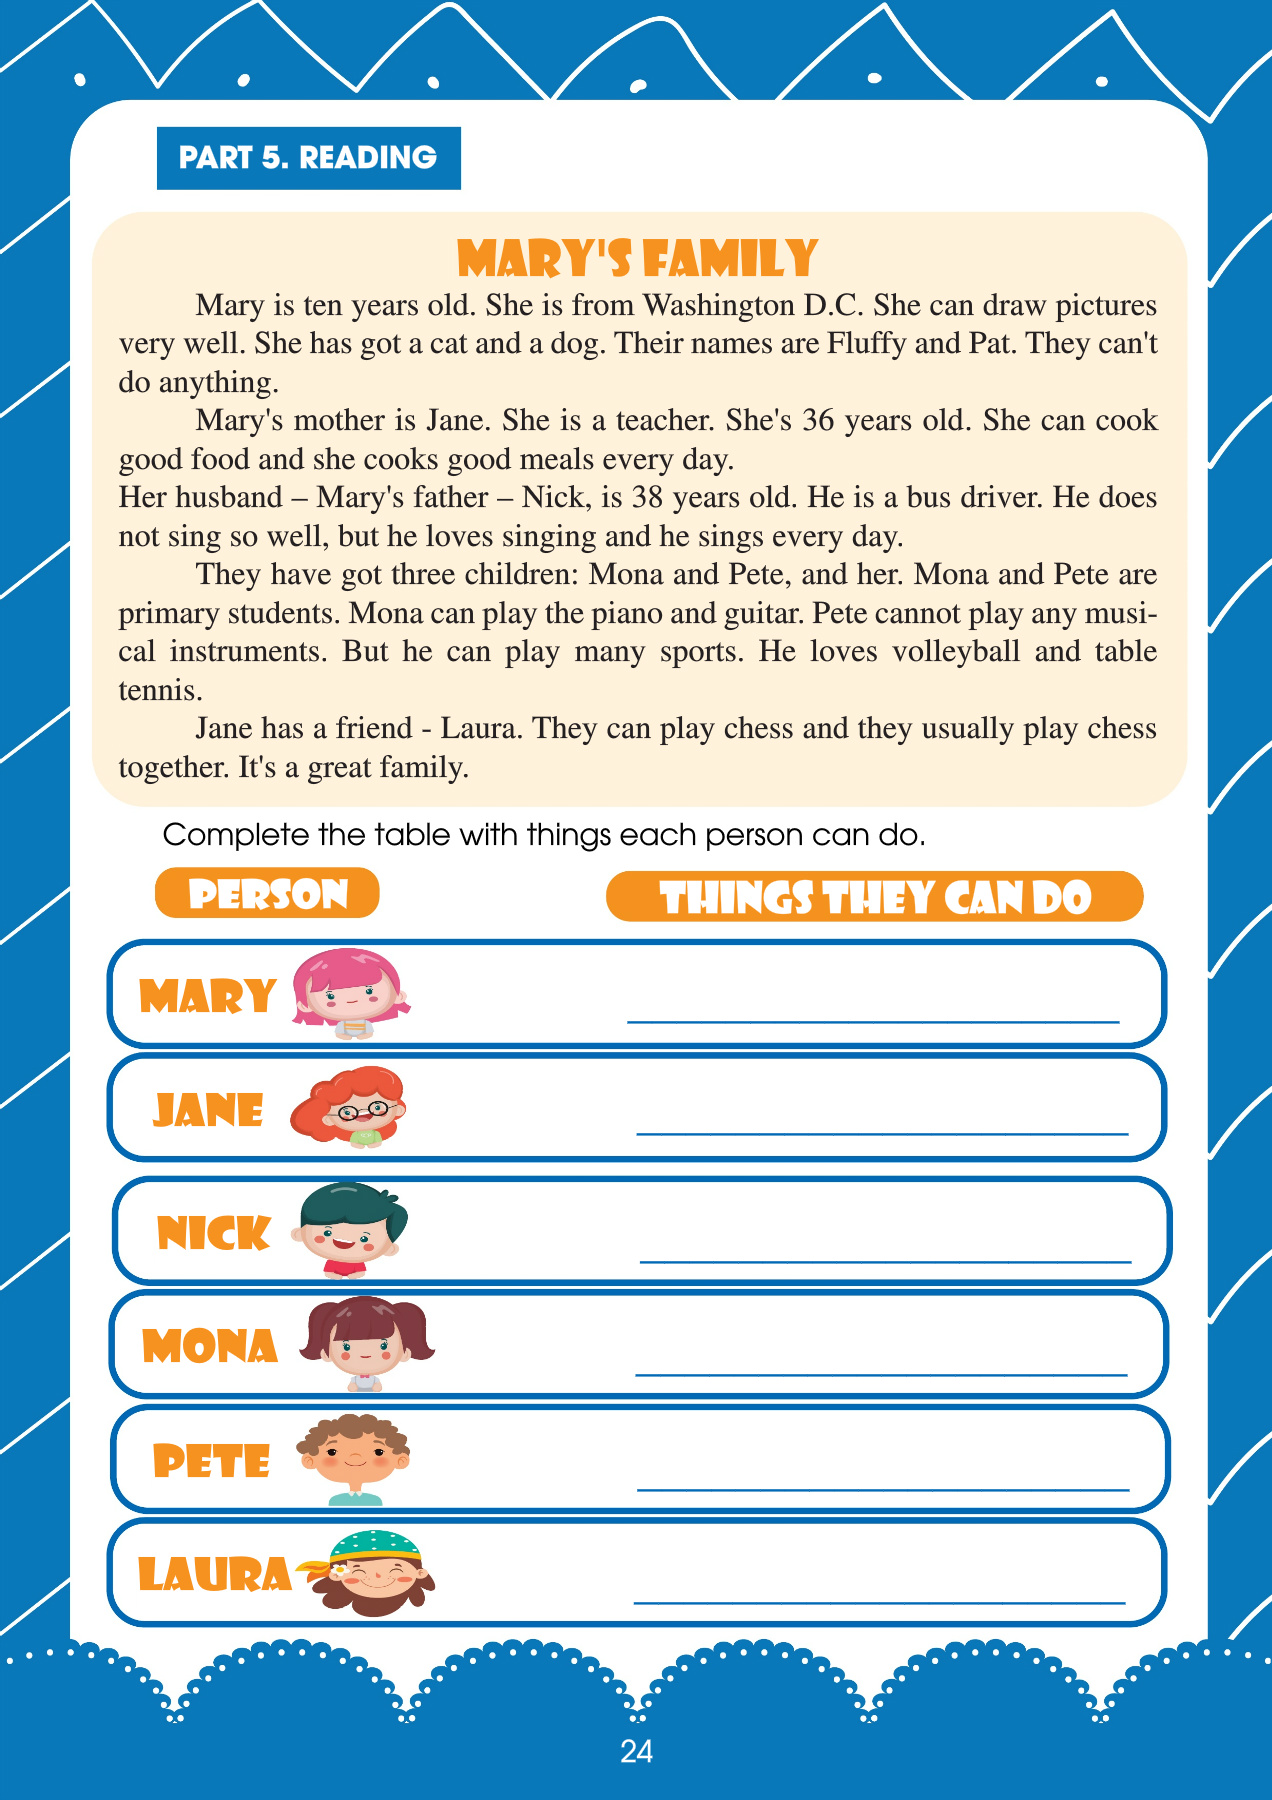 PART 5. READING
MARY'S FAMILY
Mary is ten years old. She is from Washington D.C. She can draw pictures
very well. She has got a cat and a dog. Their names are Fluffy and Pat. They can't
do anything.
Mary's mother is Jane. She is a teacher. She's 36 years old. She can cook
good food and she cooks good meals every day.
Her husband – Mary's father – Nick, is 38 years old. He is a bus driver. He does
not sing so well, but he loves singing and he sings every day.
They have got three children: Mona and Pete, and her. Mona and Pete are
primary students. Mona can play the piano and guitar. Pete cannot play any musi-
cal instruments. But he can play many sports. He loves volleyball and table
tennis.
Jane has a friend - Laura. They can play chess and they usually play chess
together. It's a great family.
Complete the table with things each person can do.
PERSON THINGS THEY CAN DO
MARY
JANE
NICK
MONA
PETE
LAURA
24